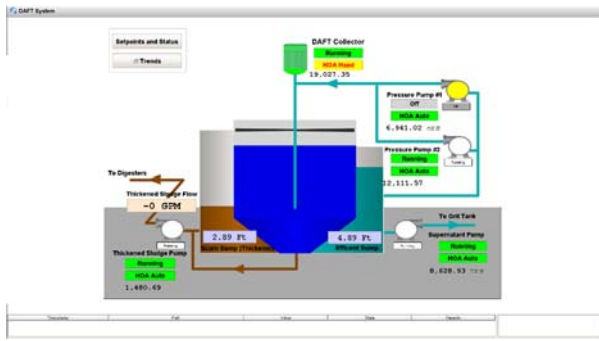 DAFT System
Setpoints and Status
Trends
DAFT Collector
Running
HOA Hand
19,027.35
Pressure Pump #1
Off
HOA Auto
6,941.02
Pressure Pump #2
Running
HOA Auto
12,111.57
To Digesters
Thickened Sludge Flow
-0 GPM
2.89 Ft
4.89 Ft
Effluent Sump
To Grit Tank
Supernatant Pump
Running
HOA Auto
8,628.53
Thickened Sludge Pump
Running
HOA Auto
1,480.69